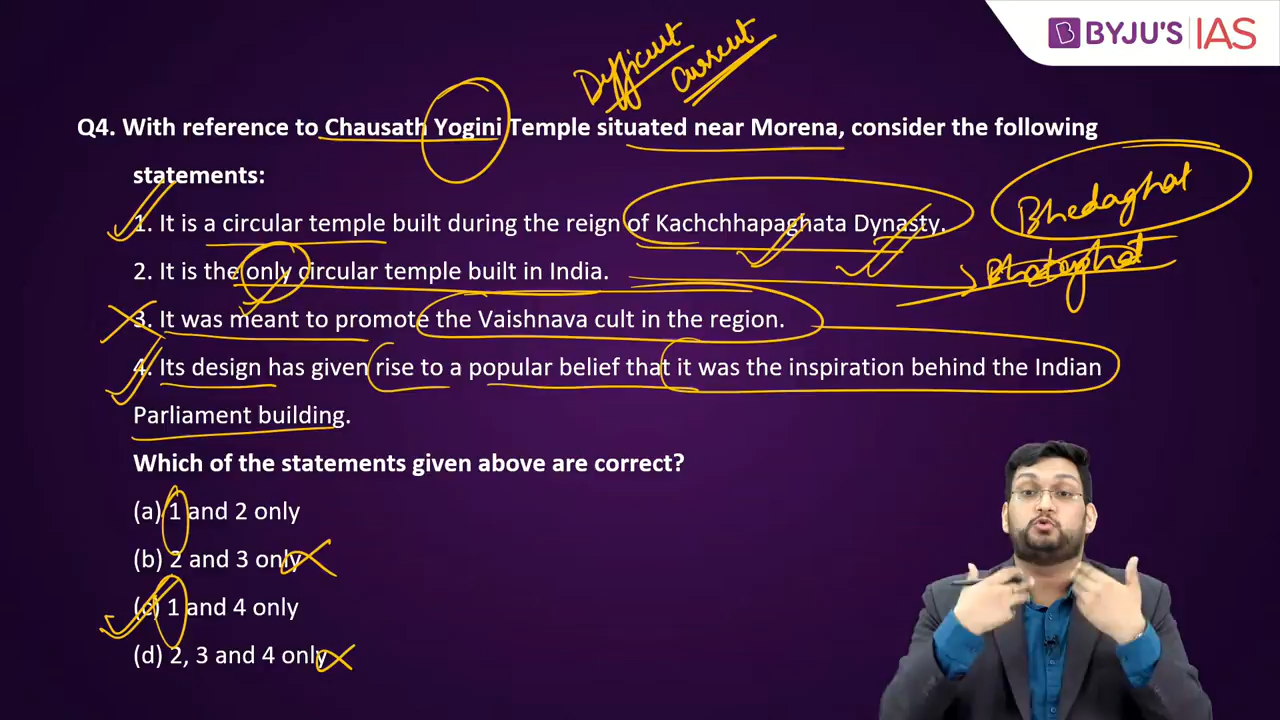 BYJU'S IAS
Difficult
Current
Q4. With reference to Chausath Yogini Temple situated near Morena, consider the following
statements:
1. It is a circular temple built during the reign of Kachchhapaghata Dynasty.
Bhedaghat
2. It is the only circular temple built in India.
3. It was meant to promote the Vaishnava cult in the region.
4. Its design has given rise to a popular belief that it was the inspiration behind the Indian
Parliament building.
Which of the statements given above are correct?
(a) 1 and 2 only
(b) 2 and 3 only
(c) 1 and 4 only
(d) 2, 3 and 4 only